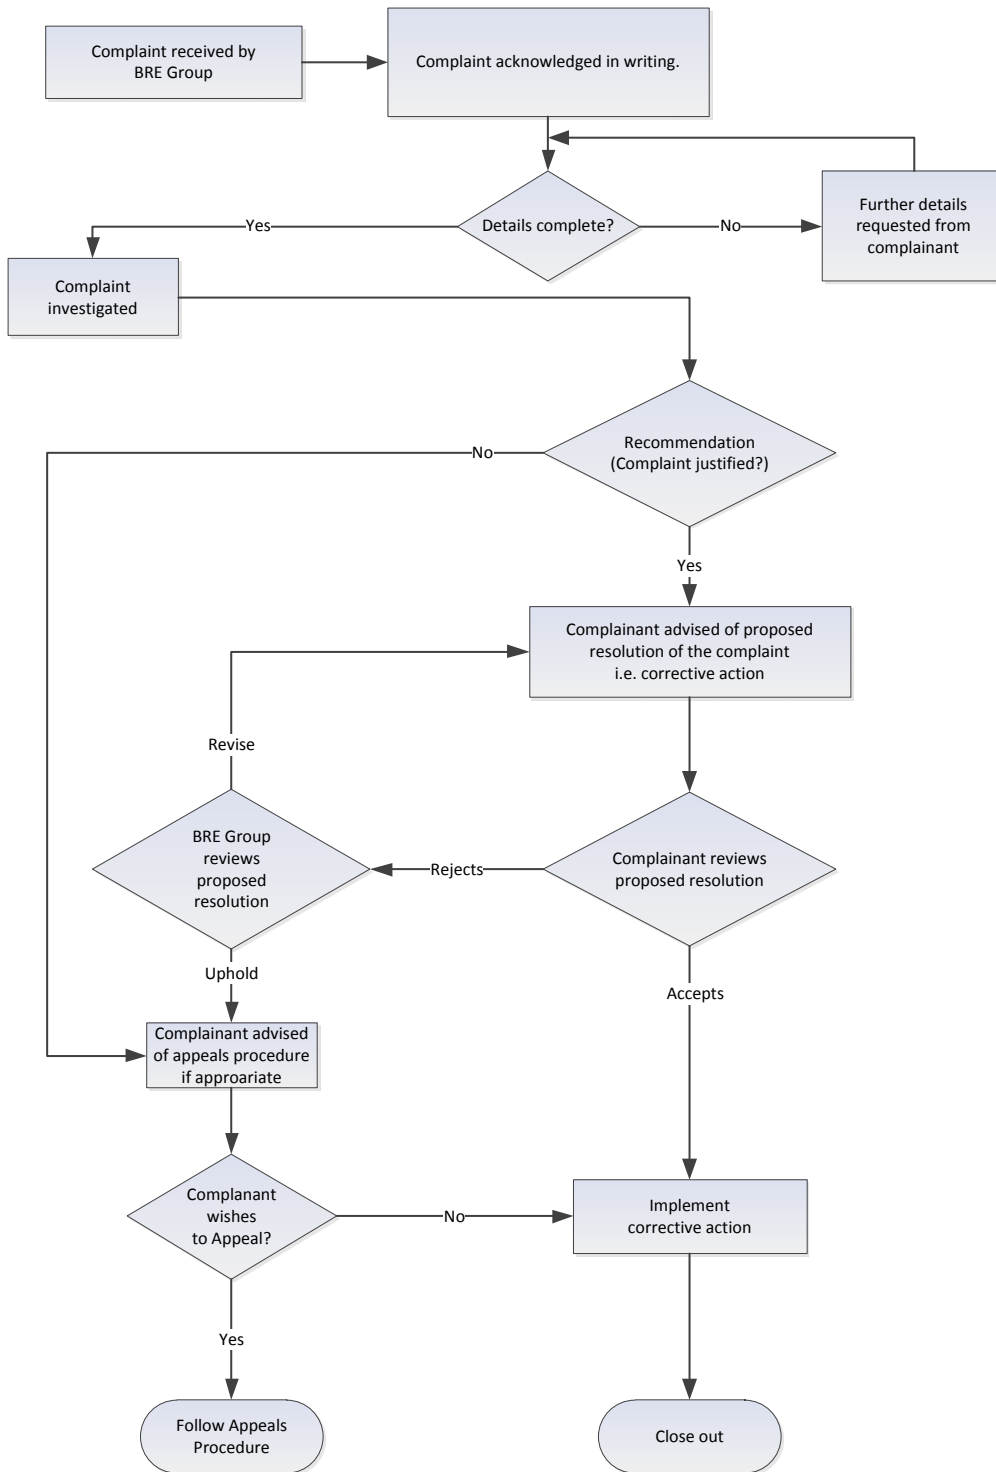 Complaint received by
BRE Group
Complaint acknowledged in writing.
Details complete?
Yes
No
Further details
requested from
complainant
Complaint
investigated
Recommendation
(Complaint justified?)
No
Yes
Complainant advised of proposed
resolution of the complaint
i.e. corrective action
Revise
BRE Group
reviews
proposed
resolution
Rejects
Complainant reviews
proposed resolution
Uphold
Accepts
Complainant advised
of appeals procedure
if approariate
Complanant
wishes
to Appeal?
No
Implement
corrective action
Yes
Follow Appeals
Procedure
Close out